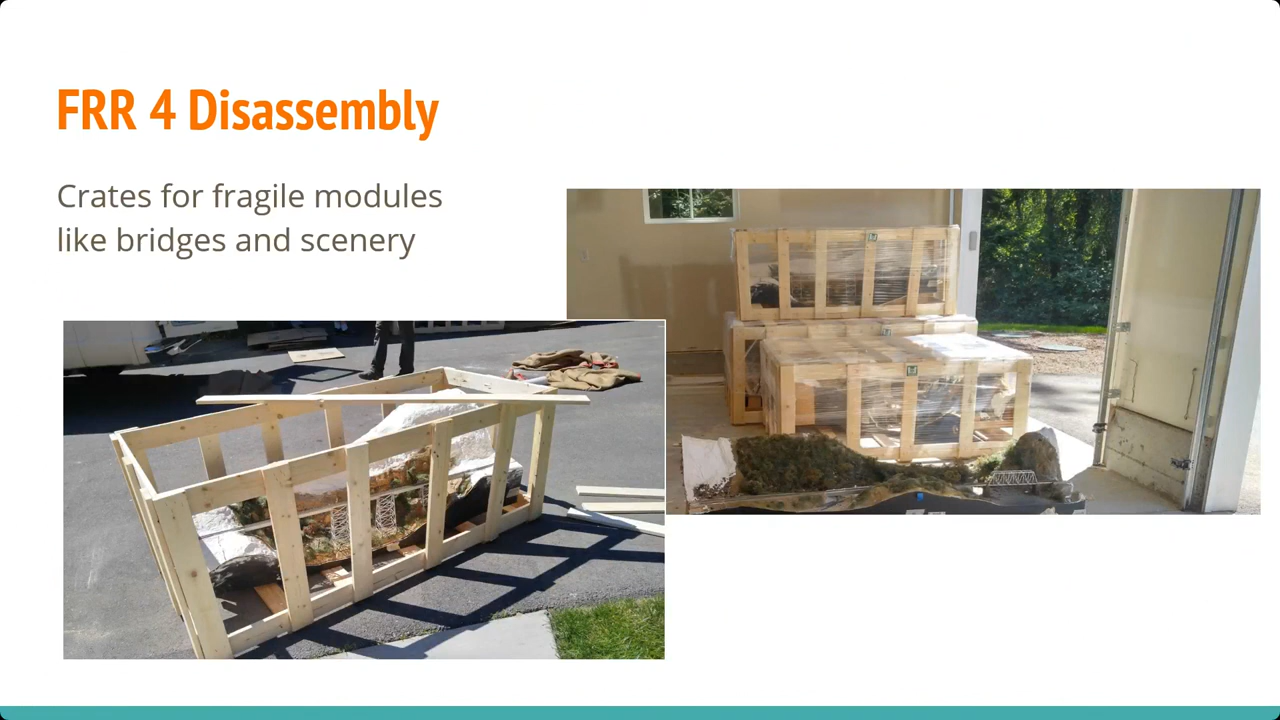 FRR 4 Disassembly
Crates for fragile modules
like bridges and scenery